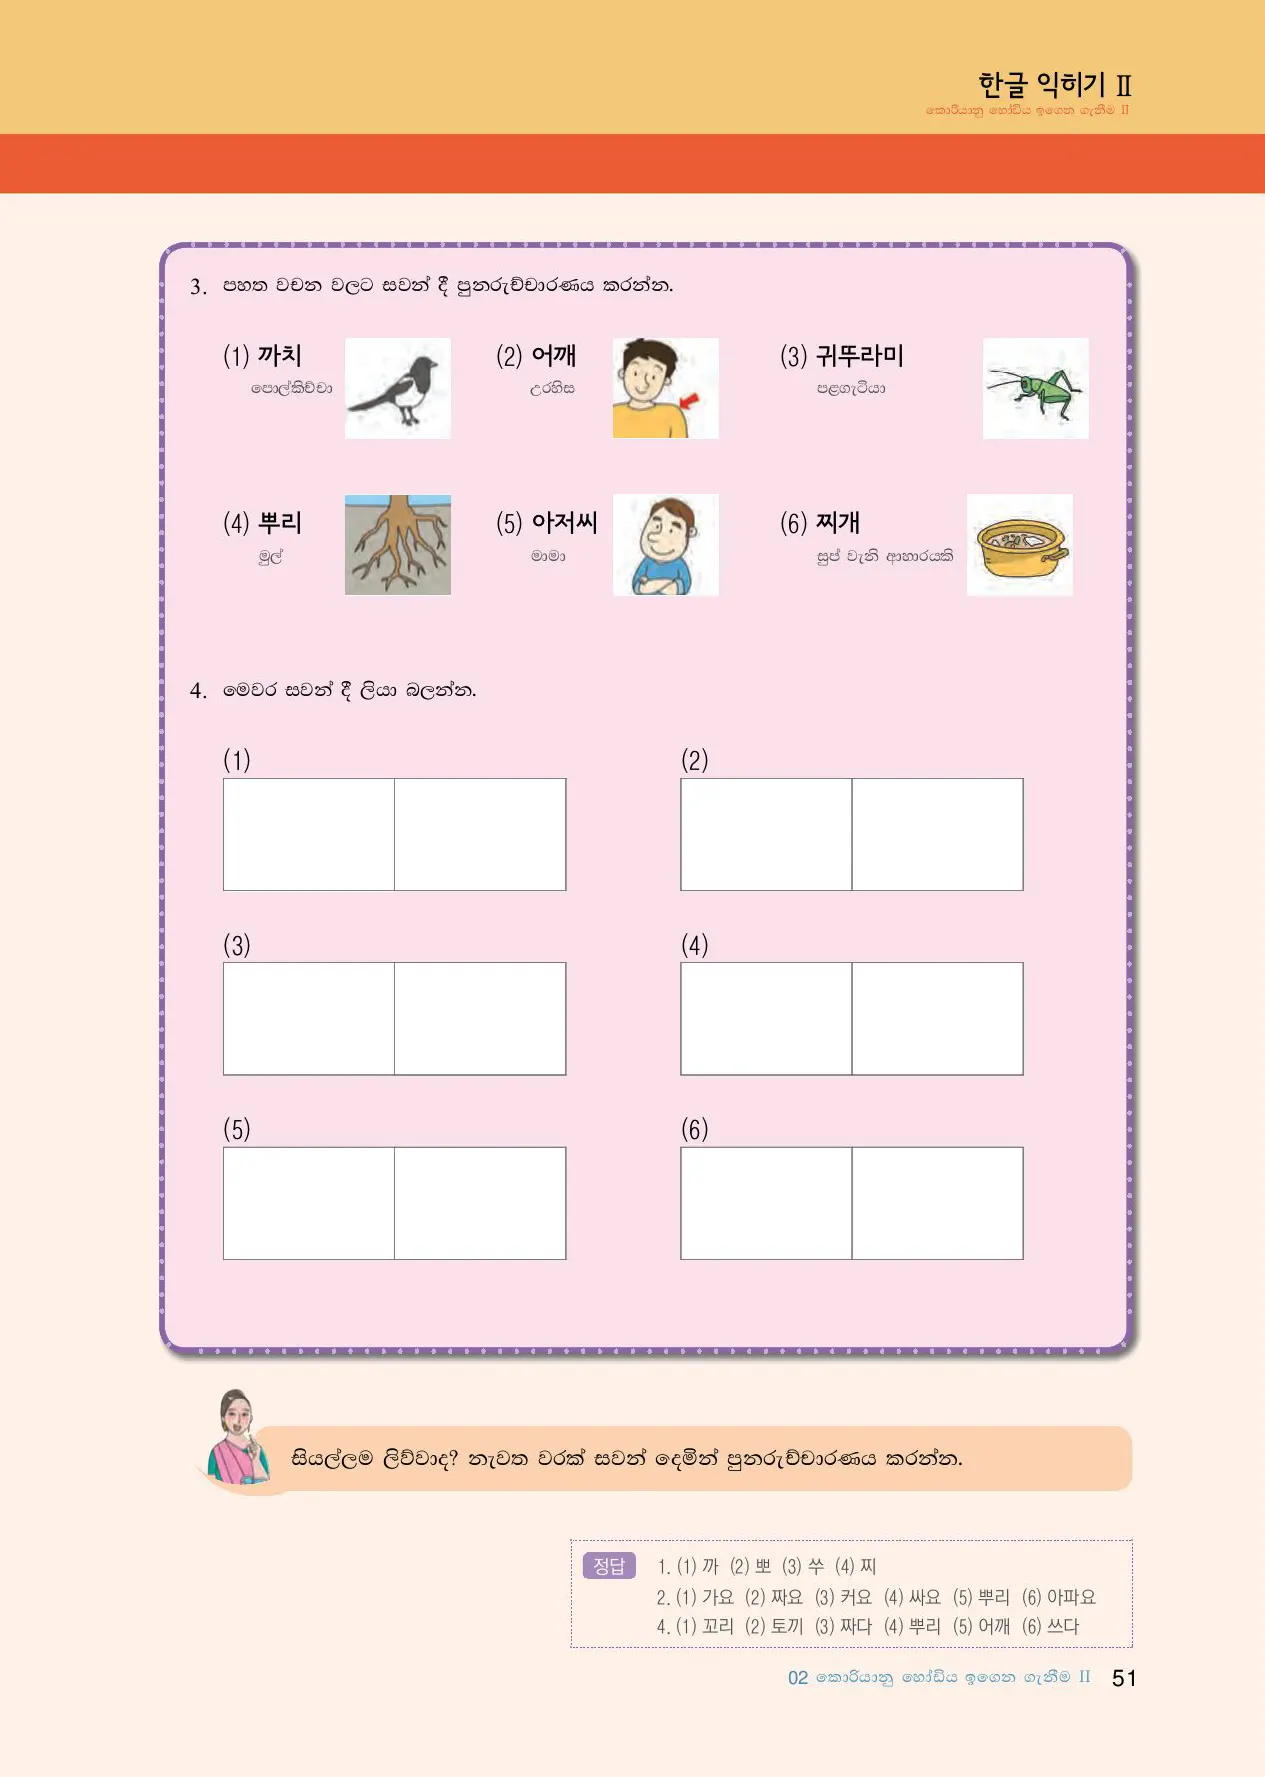 한글 익히기 Ⅱ
කොරියානු හෝඩිය ඉගෙන ගැනීම II
3. පහත වචන වලට සවන් දී පුනරුච්චාරණය කරන්න.
(1) 까치 (2) 어깨 (3) 귀뚜라미
පොල්කිච්චා උරහිස පළගැටියා
(4) 뿌리 (5) 아저씨 (6) 찌개
මුල් මාමා සුප් වැනි ආහාරයකි
4. මෙවර සවන් දී ලියා බලන්න.
(1) (2)
(3) (4)
(5) (6)
සියල්ලම ලිව්වාද? නැවත වරක් සවන් දෙමින් පුනරුච්චාරණය කරන්න.
정답 1. (1) 까 (2) 뽀 (3) 쑤 (4) 찌
2. (1) 가요 (2) 짜요 (3) 커요 (4) 싸요 (5) 뿌리 (6) 아파요
4. (1) 꼬리 (2) 토끼 (3) 짜다 (4) 뿌리 (5) 어깨 (6) 쓰다
02 කොරියානු හෝඩිය ඉගෙන ගැනීම II 51